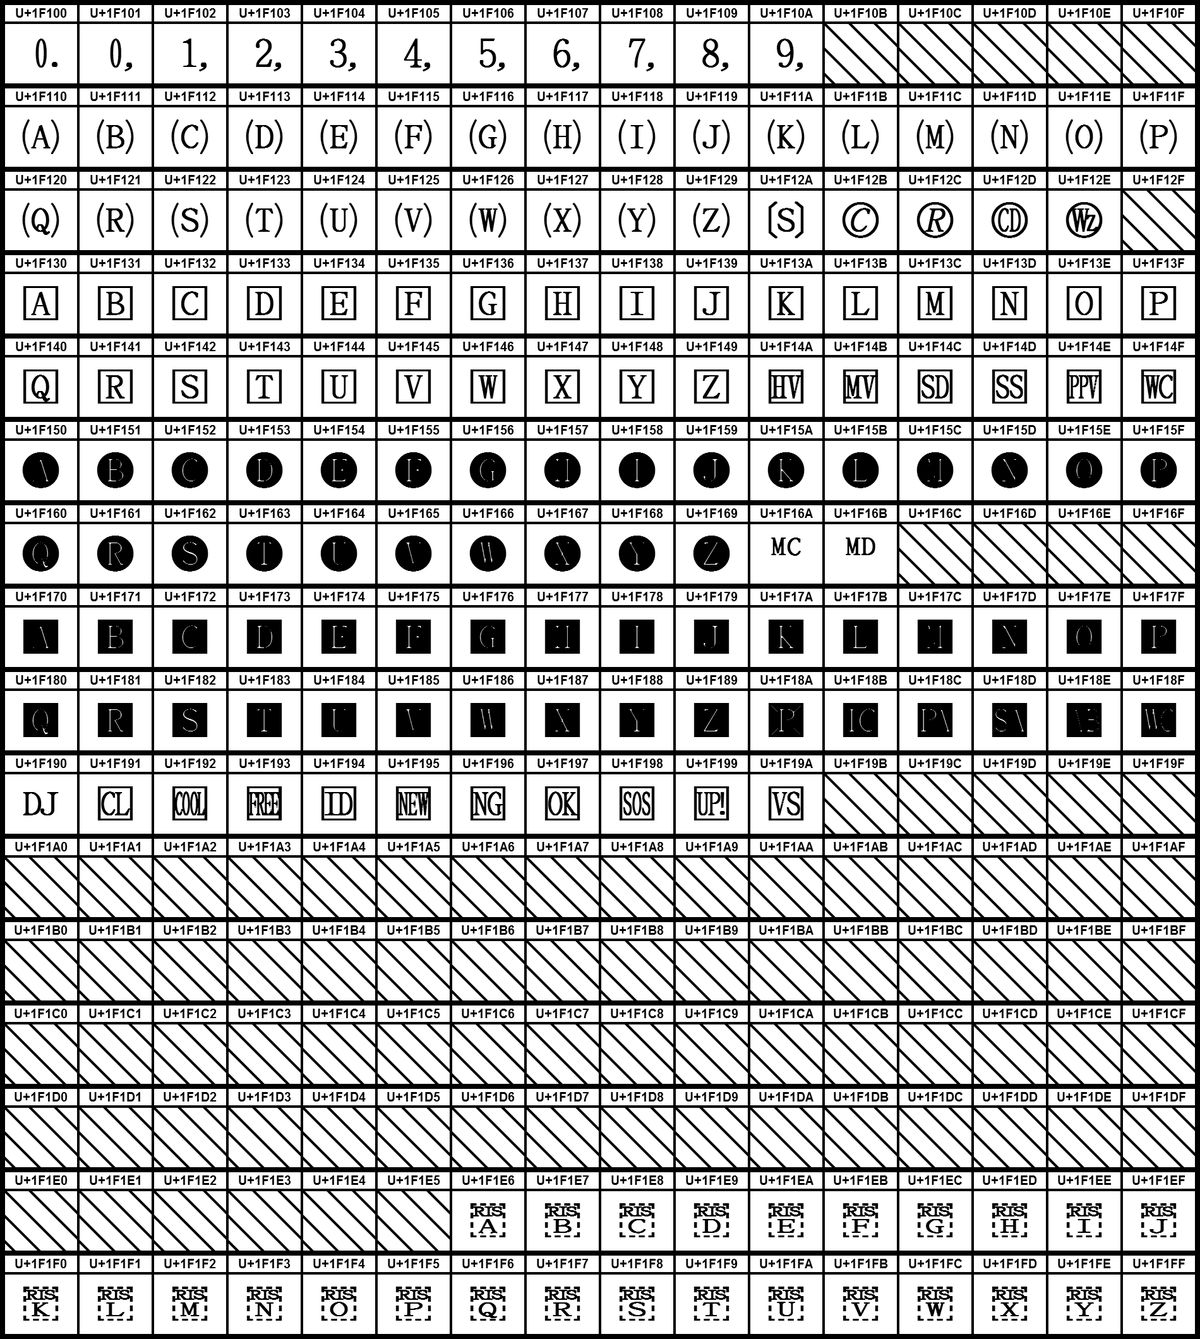 U+1F100 U+1F101 U+1F102 U+1F103 U+1F104 U+1F105 U+1F106 U+1F107 U+1F108 U+1F109 U+1F10A U+1F10B U+1F10C U+1F10D U+1F10E U+1F10F
0. 0, 1, 2, 3, 4, 5, 6, 7, 8, 9,
U+1F110 U+1F111 U+1F112 U+1F113 U+1F114 U+1F115 U+1F116 U+1F117 U+1F118 U+1F119 U+1F11A U+1F11B U+1F11C U+1F11D U+1F11E U+1F11F
(A) (B) (C) (D) (E) (F) (G) (H) (I) (J) (K) (L) (M) (N) (O) (P)
U+1F120 U+1F121 U+1F122 U+1F123 U+1F124 U+1F125 U+1F126 U+1F127 U+1F128 U+1F129 U+1F12A U+1F12B U+1F12C U+1F12D U+1F12E U+1F12F
(Q) (R) (S) (T) (U) (V) (W) (X) (Y) (Z) 〔S〕 C R CD Wz
U+1F130 U+1F131 U+1F132 U+1F133 U+1F134 U+1F135 U+1F136 U+1F137 U+1F138 U+1F139 U+1F13A U+1F13B U+1F13C U+1F13D U+1F13E U+1F13F
A B C D E F G H I J K L M N O P
U+1F140 U+1F141 U+1F142 U+1F143 U+1F144 U+1F145 U+1F146 U+1F147 U+1F148 U+1F149 U+1F14A U+1F14B U+1F14C U+1F14D U+1F14E U+1F14F
Q R S T U V W X Y Z HV MV SD SS PPV WC
U+1F150 U+1F151 U+1F152 U+1F153 U+1F154 U+1F155 U+1F156 U+1F157 U+1F158 U+1F159 U+1F15A U+1F15B U+1F15C U+1F15D U+1F15E U+1F15F
A B C D E F G H I J K L M N O P
U+1F160 U+1F161 U+1F162 U+1F163 U+1F164 U+1F165 U+1F166 U+1F167 U+1F168 U+1F169 U+1F16A U+1F16B U+1F16C U+1F16D U+1F16E U+1F16F
Q R S T U V W X Y Z MC MD
U+1F170 U+1F171 U+1F172 U+1F173 U+1F174 U+1F175 U+1F176 U+1F177 U+1F178 U+1F179 U+1F17A U+1F17B U+1F17C U+1F17D U+1F17E U+1F17F
A B C D E F G H I J K L M N O P
U+1F180 U+1F181 U+1F182 U+1F183 U+1F184 U+1F185 U+1F186 U+1F187 U+1F188 U+1F189 U+1F18A U+1F18B U+1F18C U+1F18D U+1F18E U+1F18F
Q R S T U V W X Y Z P IC PA SA AB WC
U+1F190 U+1F191 U+1F192 U+1F193 U+1F194 U+1F195 U+1F196 U+1F197 U+1F198 U+1F199 U+1F19A U+1F19B U+1F19C U+1F19D U+1F19E U+1F19F
DJ CL COOL FREE ID NEW NG OK SOS UP! VS
U+1F1A0 U+1F1A1 U+1F1A2 U+1F1A3 U+1F1A4 U+1F1A5 U+1F1A6 U+1F1A7 U+1F1A8 U+1F1A9 U+1F1AA U+1F1AB U+1F1AC U+1F1AD U+1F1AE U+1F1AF
U+1F1B0 U+1F1B1 U+1F1B2 U+1F1B3 U+1F1B4 U+1F1B5 U+1F1B6 U+1F1B7 U+1F1B8 U+1F1B9 U+1F1BA U+1F1BB U+1F1BC U+1F1BD U+1F1BE U+1F1BF
U+1F1C0 U+1F1C1 U+1F1C2 U+1F1C3 U+1F1C4 U+1F1C5 U+1F1C6 U+1F1C7 U+1F1C8 U+1F1C9 U+1F1CA U+1F1CB U+1F1CC U+1F1CD U+1F1CE U+1F1CF
U+1F1D0 U+1F1D1 U+1F1D2 U+1F1D3 U+1F1D4 U+1F1D5 U+1F1D6 U+1F1D7 U+1F1D8 U+1F1D9 U+1F1DA U+1F1DB U+1F1DC U+1F1DD U+1F1DE U+1F1DF
U+1F1E0 U+1F1E1 U+1F1E2 U+1F1E3 U+1F1E4 U+1F1E5 U+1F1E6 U+1F1E7 U+1F1E8 U+1F1E9 U+1F1EA U+1F1EB U+1F1EC U+1F1ED U+1F1EE U+1F1EF
RIS RIS RIS RIS RIS RIS RIS RIS RIS RIS
A B C D E F G H I J
U+1F1F0 U+1F1F1 U+1F1F2 U+1F1F3 U+1F1F4 U+1F1F5 U+1F1F6 U+1F1F7 U+1F1F8 U+1F1F9 U+1F1FA U+1F1FB U+1F1FC U+1F1FD U+1F1FE U+1F1FF
RIS RIS RIS RIS RIS RIS RIS RIS RIS RIS RIS RIS RIS RIS RIS RIS
K L M N O P Q R S T U V W X Y Z